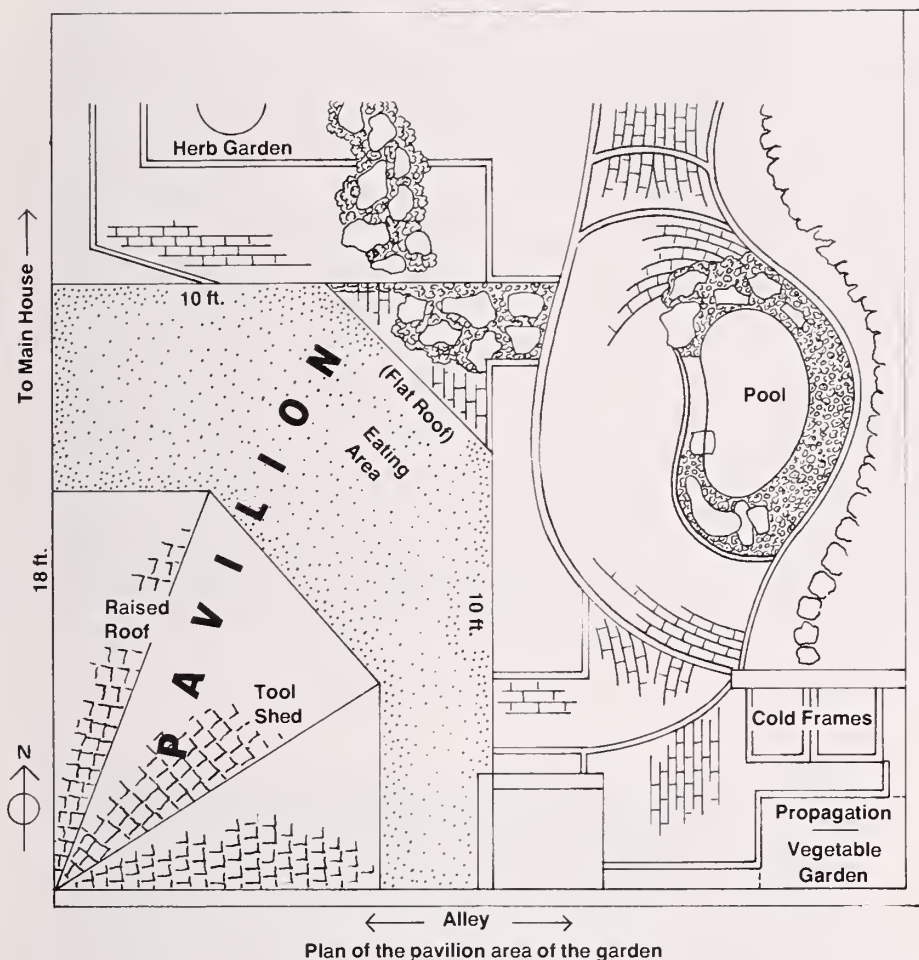 Herb Garden
To Main House
10 ft.
(Flat Roof)
Eating
Area
Pool
PAVILION
18 ft.
10 ft.
Raised
Roof
Tool
Shed
Cold Frames
N
Propagation
Vegetable
Garden
Alley
Plan of the pavilion area of the garden